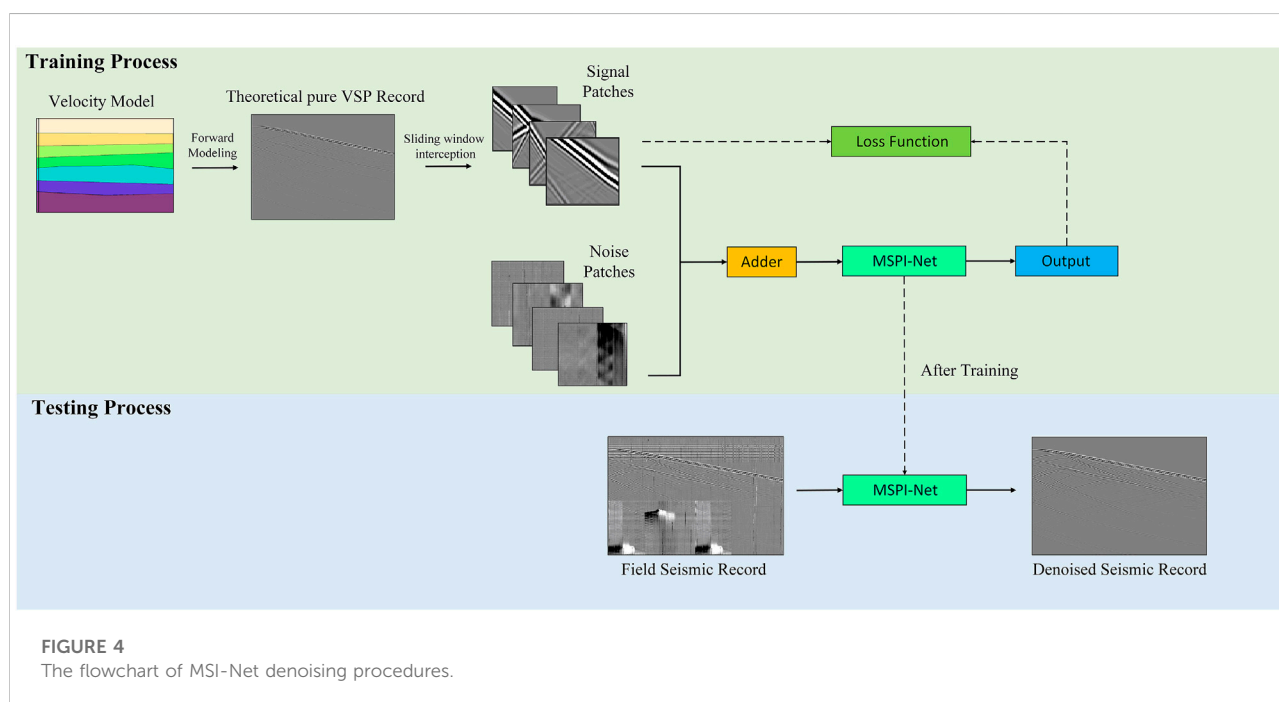 Training Process
Velocity Model
Forward
Modeling
Theoretical pure VSP Record
Sliding window
interception
Signal
Patches
Loss Function
Noise
Patches
Adder
MSPI-Net
Output
After Training
Testing Process
MSPI-Net
Field Seismic Record
Denoised Seismic Record
FIGURE 4
The flowchart of MSI-Net denoising procedures.